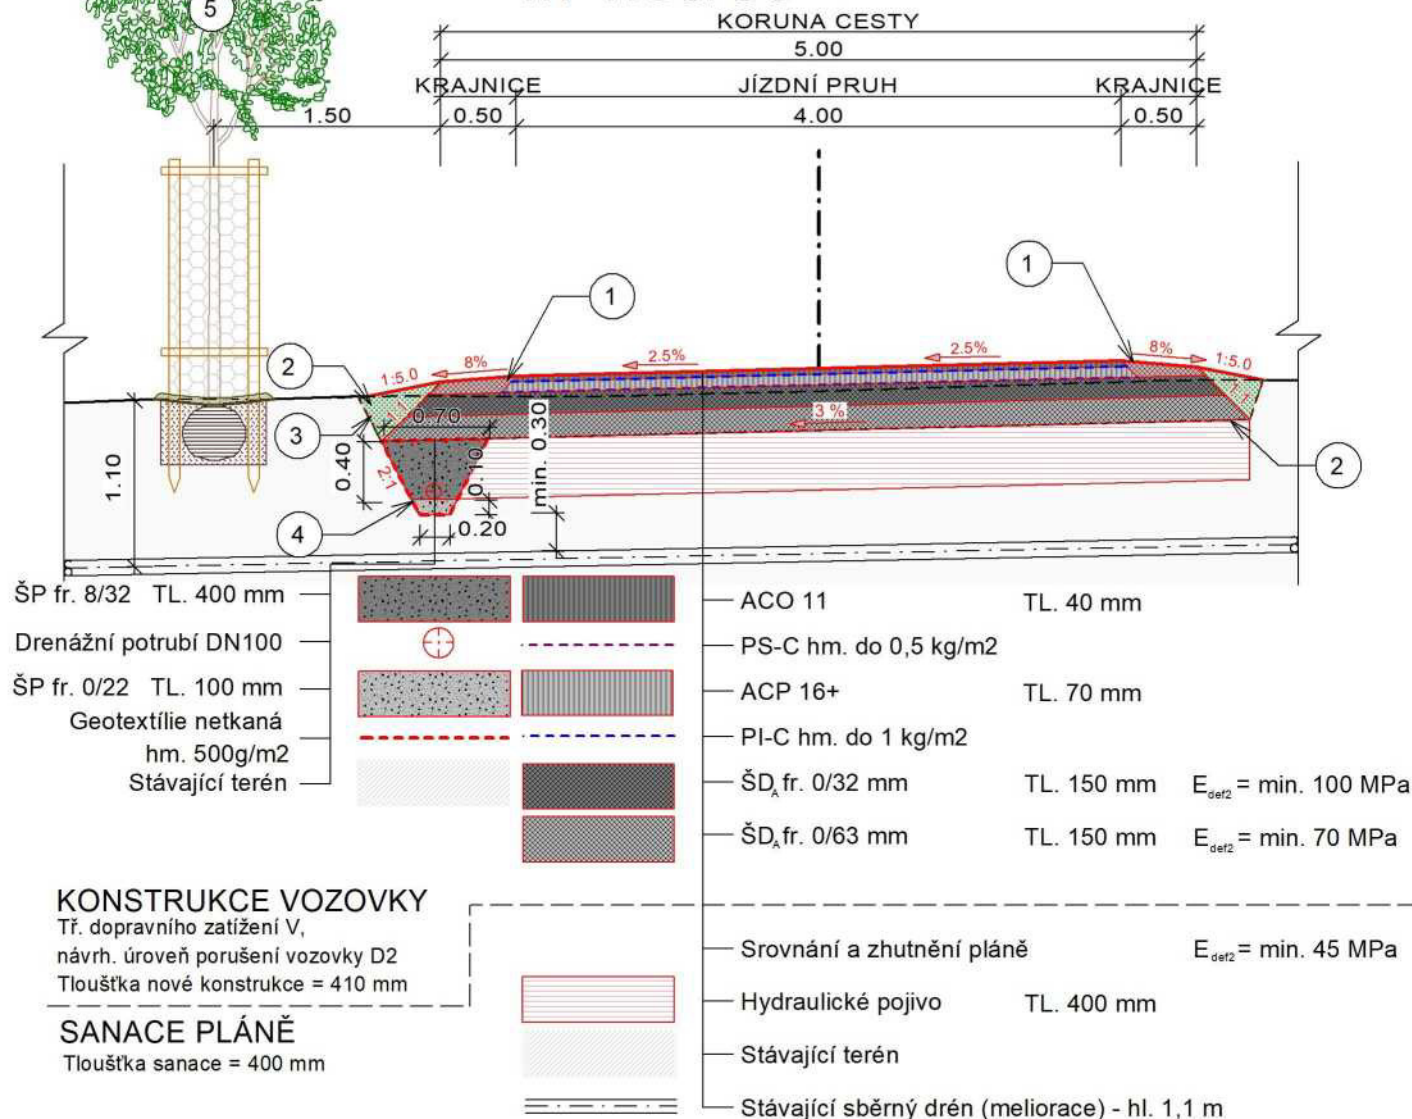 5
KORUNA CESTY
5.00
KRAJNICE JÍZDNÍ PRUH KRAJNICE
1.50 0.50 4.00 0.50
1 1
2 1:5.0 8% 2.5% 2.5% 8% 1:5.0
1:1 0.70 3 % 1:1
3
1.10 0.40 2:1 0.10 min. 0.30 2
4 0.20
ŠP fr. 8/32 TL. 400 mm
Drenážní potrubí DN100
ŠP fr. 0/22 TL. 100 mm
Geotextílie netkaná
hm. 500g/m2
Stávající terén
ACO 11 TL. 40 mm
PS-C hm. do 0,5 kg/m2
ACP 16+ TL. 70 mm
PI-C hm. do 1 kg/m2
ŠDA fr. 0/32 mm TL. 150 mm Edef2 = min. 100 MPa
ŠDA fr. 0/63 mm TL. 150 mm Edef2 = min. 70 MPa
KONSTRUKCE VOZOVKY
Tř. dopravního zatížení V,
návrh. úroveň porušení vozovky D2
Tloušťka nové konstrukce = 410 mm
SANACE PLÁNĚ
Tloušťka sanace = 400 mm
Srovnání a zhutnění pláně Edef2 = min. 45 MPa
Hydraulické pojivo TL. 400 mm
Stávající terén
Stávající sběrný drén (meliorace) - hl. 1,1 m